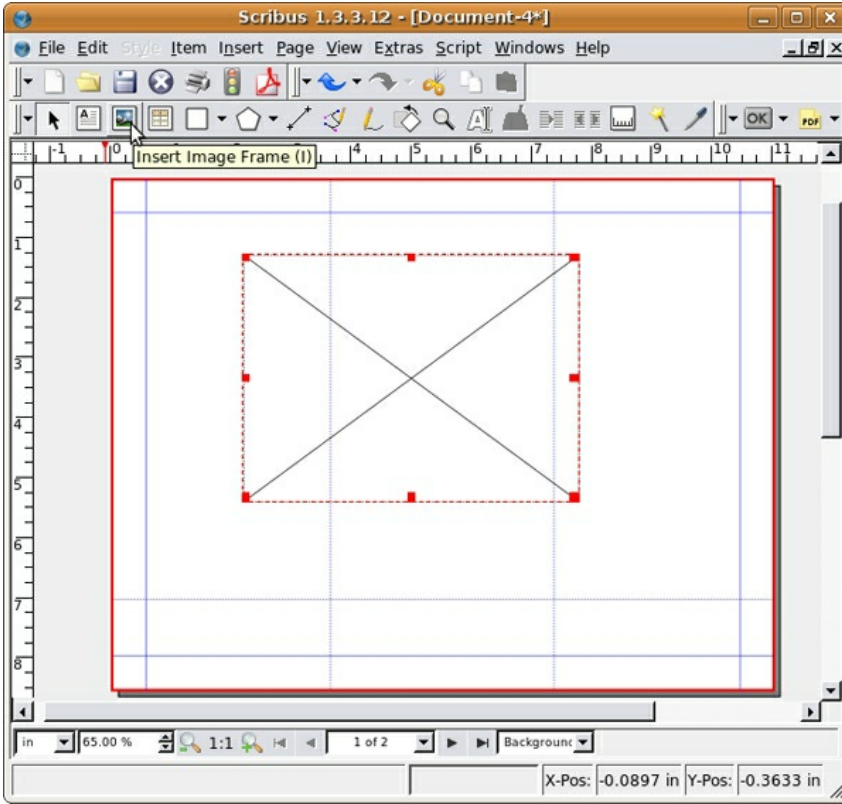 Scribus 1.3.3.12 - [Document-4*]
File Edit Style Item Insert Page View Extras Script Windows Help
A
A
OK PDF
Insert Image Frame (I)
-1 0 4 5 6 7 8 9 10 11
0
1
2
3
4
5
6
7
8
in 65.00 % 1:1 1 of 2 Background
X-Pos: -0.0897 in Y-Pos: -0.3633 in